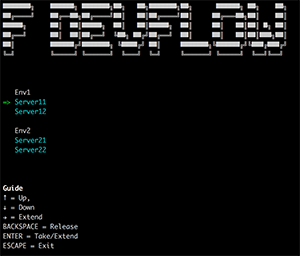 F DEVFLOW
Env1
=> Server11
Server12
Env2
Server21
Server22
Guide
↑ = Up,
↓ = Down
→ = Extend
BACKSPACE = Release
ENTER = Take/Extend
ESCAPE = Exit